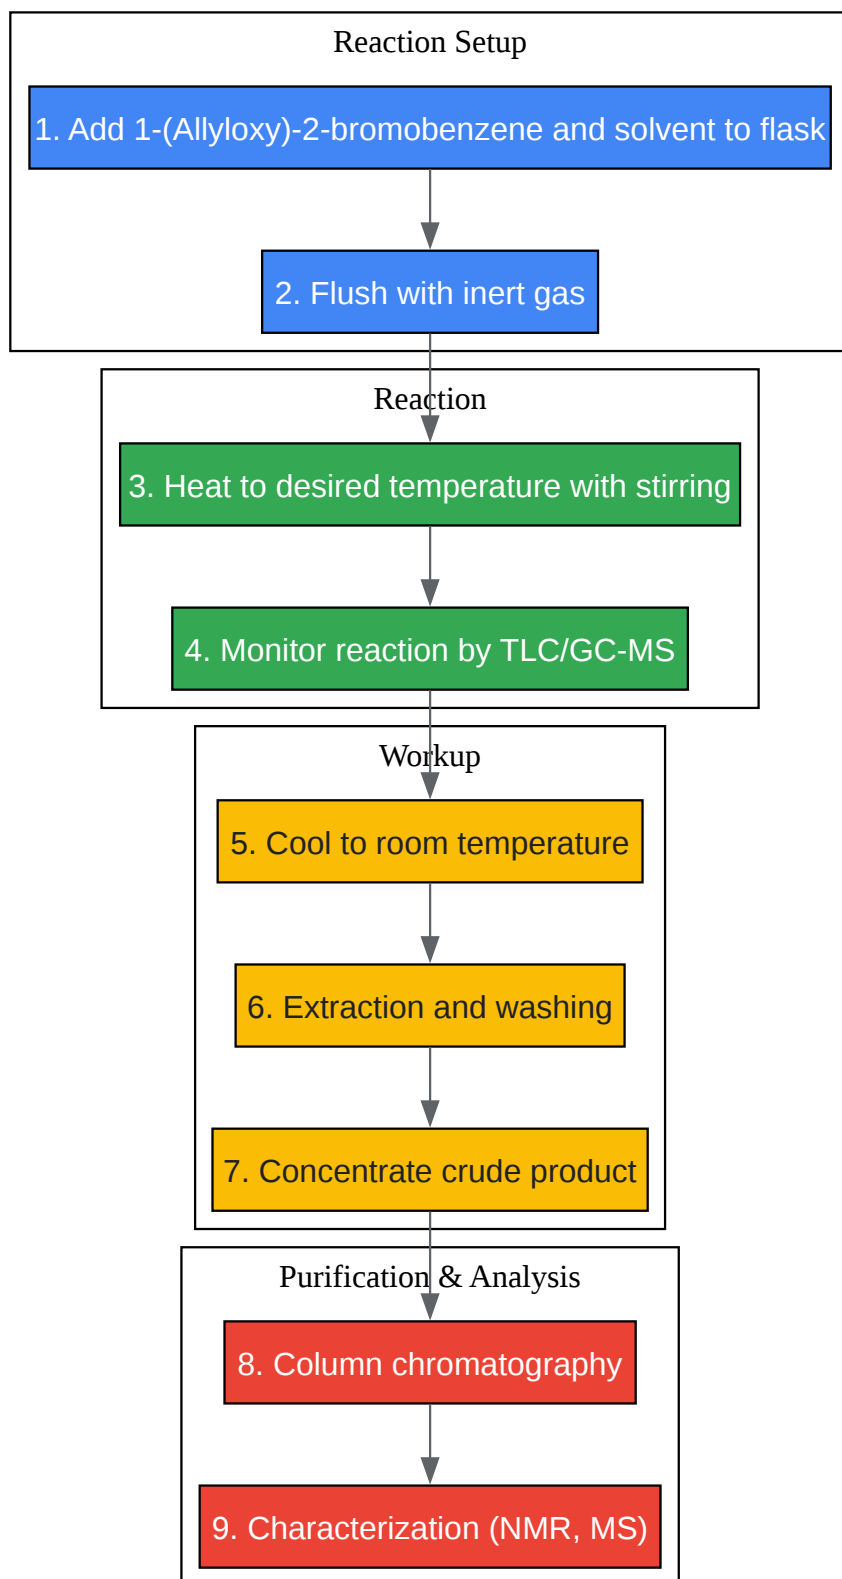 Reaction Setup
1. Add 1-(Allyloxy)-2-bromobenzene and solvent to flask
2. Flush with inert gas
Reaction
3. Heat to desired temperature with stirring
4. Monitor reaction by TLC/GC-MS
Workup
5. Cool to room temperature
6. Extraction and washing
7. Concentrate crude product
Purification & Analysis
8. Column chromatography
9. Characterization (NMR, MS)